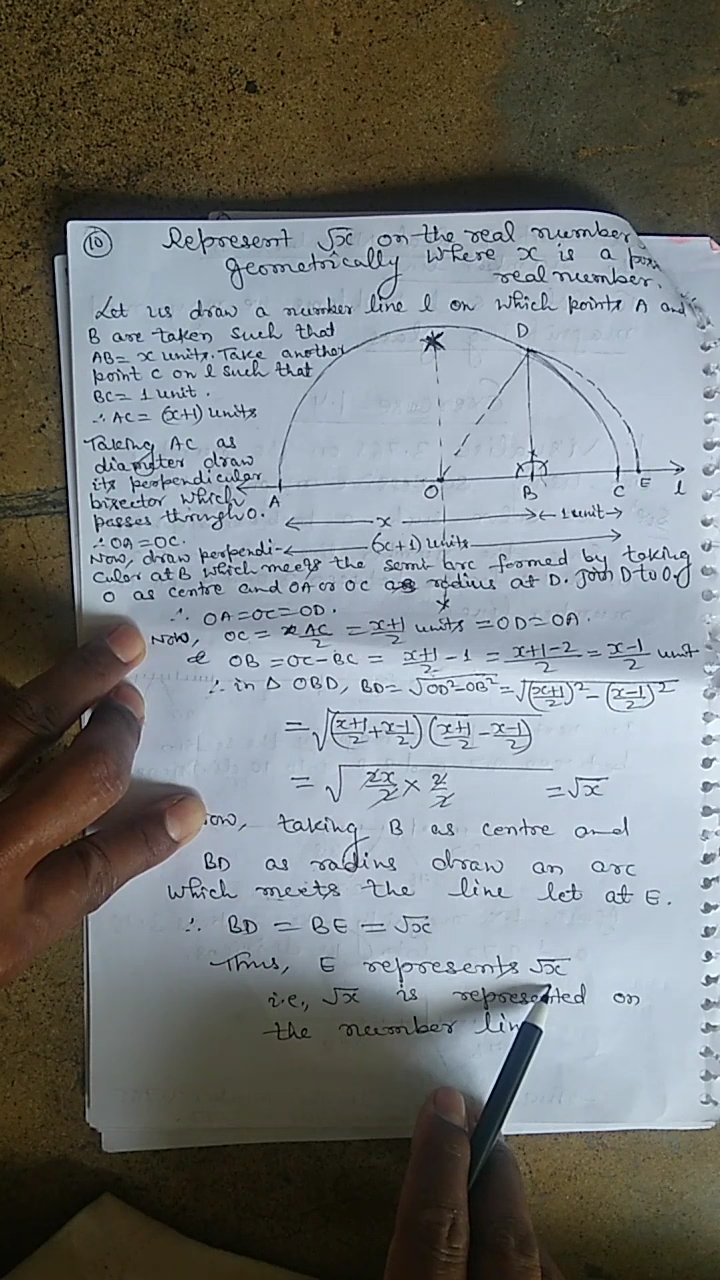 10 Represent √x on the real number
geometrically where x is a
real number.
Let us draw a number line l on which points A and
B are taken such that
AB = x units. Take another
point C on l such that
BC = 1 unit.
∴ AC = (x+1) units
Taking AC as
diameter draw
its perpendicular
bisector which
passes through O.
∴ OA = OC.
D
A O B C E l
x 1 unit
(x+1) units
Now, draw perpendi-
cular at B which meets the semi arc formed by taking
O as centre and OA or OC as radius at D. Join D to O.
∴ OA = OC = OD.
Now, OC = AC/2 = x+1/2 units = OD = OA.
& OB = OC - BC = x+1/2 - 1 = x+1-2/2 = x-1/2 unit
∴ in Δ OBD, BD = √OD²-OB² = √(x+1/2)² - (x-1/2)²
= √(x+1/2 + x-1/2) (x+1/2 - x-1/2)
= √2x/2 × 2/2 = √x
Now, taking B as centre and
BD as radius draw an arc
which meets the line let at E.
∴ BD = BE = √x
Thus, E represents √x
i.e., √x is represented on
the number